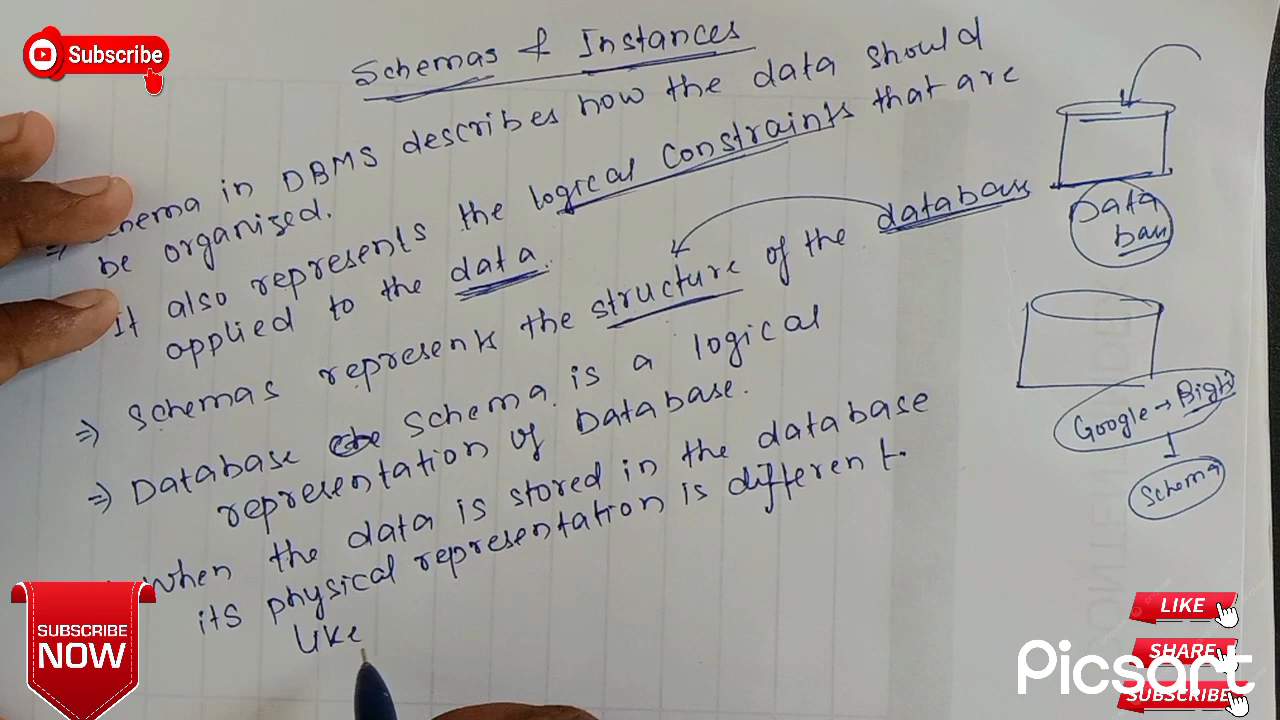 Subscribe
Schemas & Instances
Schema in DBMS describes how the data should
be organised.
It also represents the logical constraints that are
applied to the data.
⇒ Schemas represents the structure of the database
⇒ Database Schema is a logical
representation of Database.
When the data is stored in the database
its physical representation is different.
Like
Data
base
Google → Bigt
Schema
SUBSCRIBE
NOW
LIKE
SHARE
SUBSCRIBE
Picsart